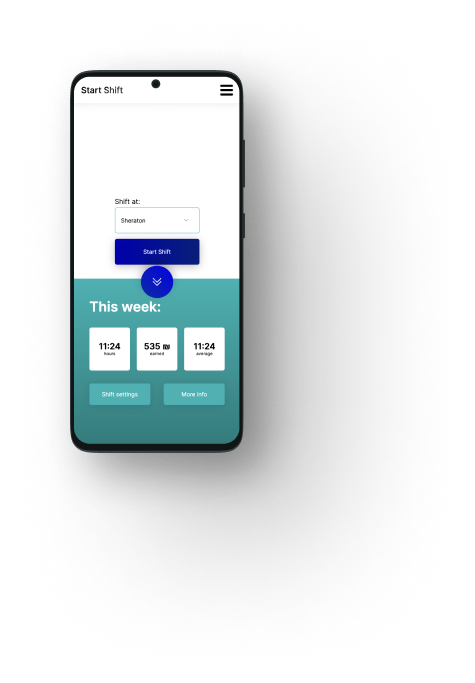 Start Shift
Shift at:
Sheraton
Start Shift
This week:
11:24
hours
535 ₪
earned
11:24
average
Shift settings
More info